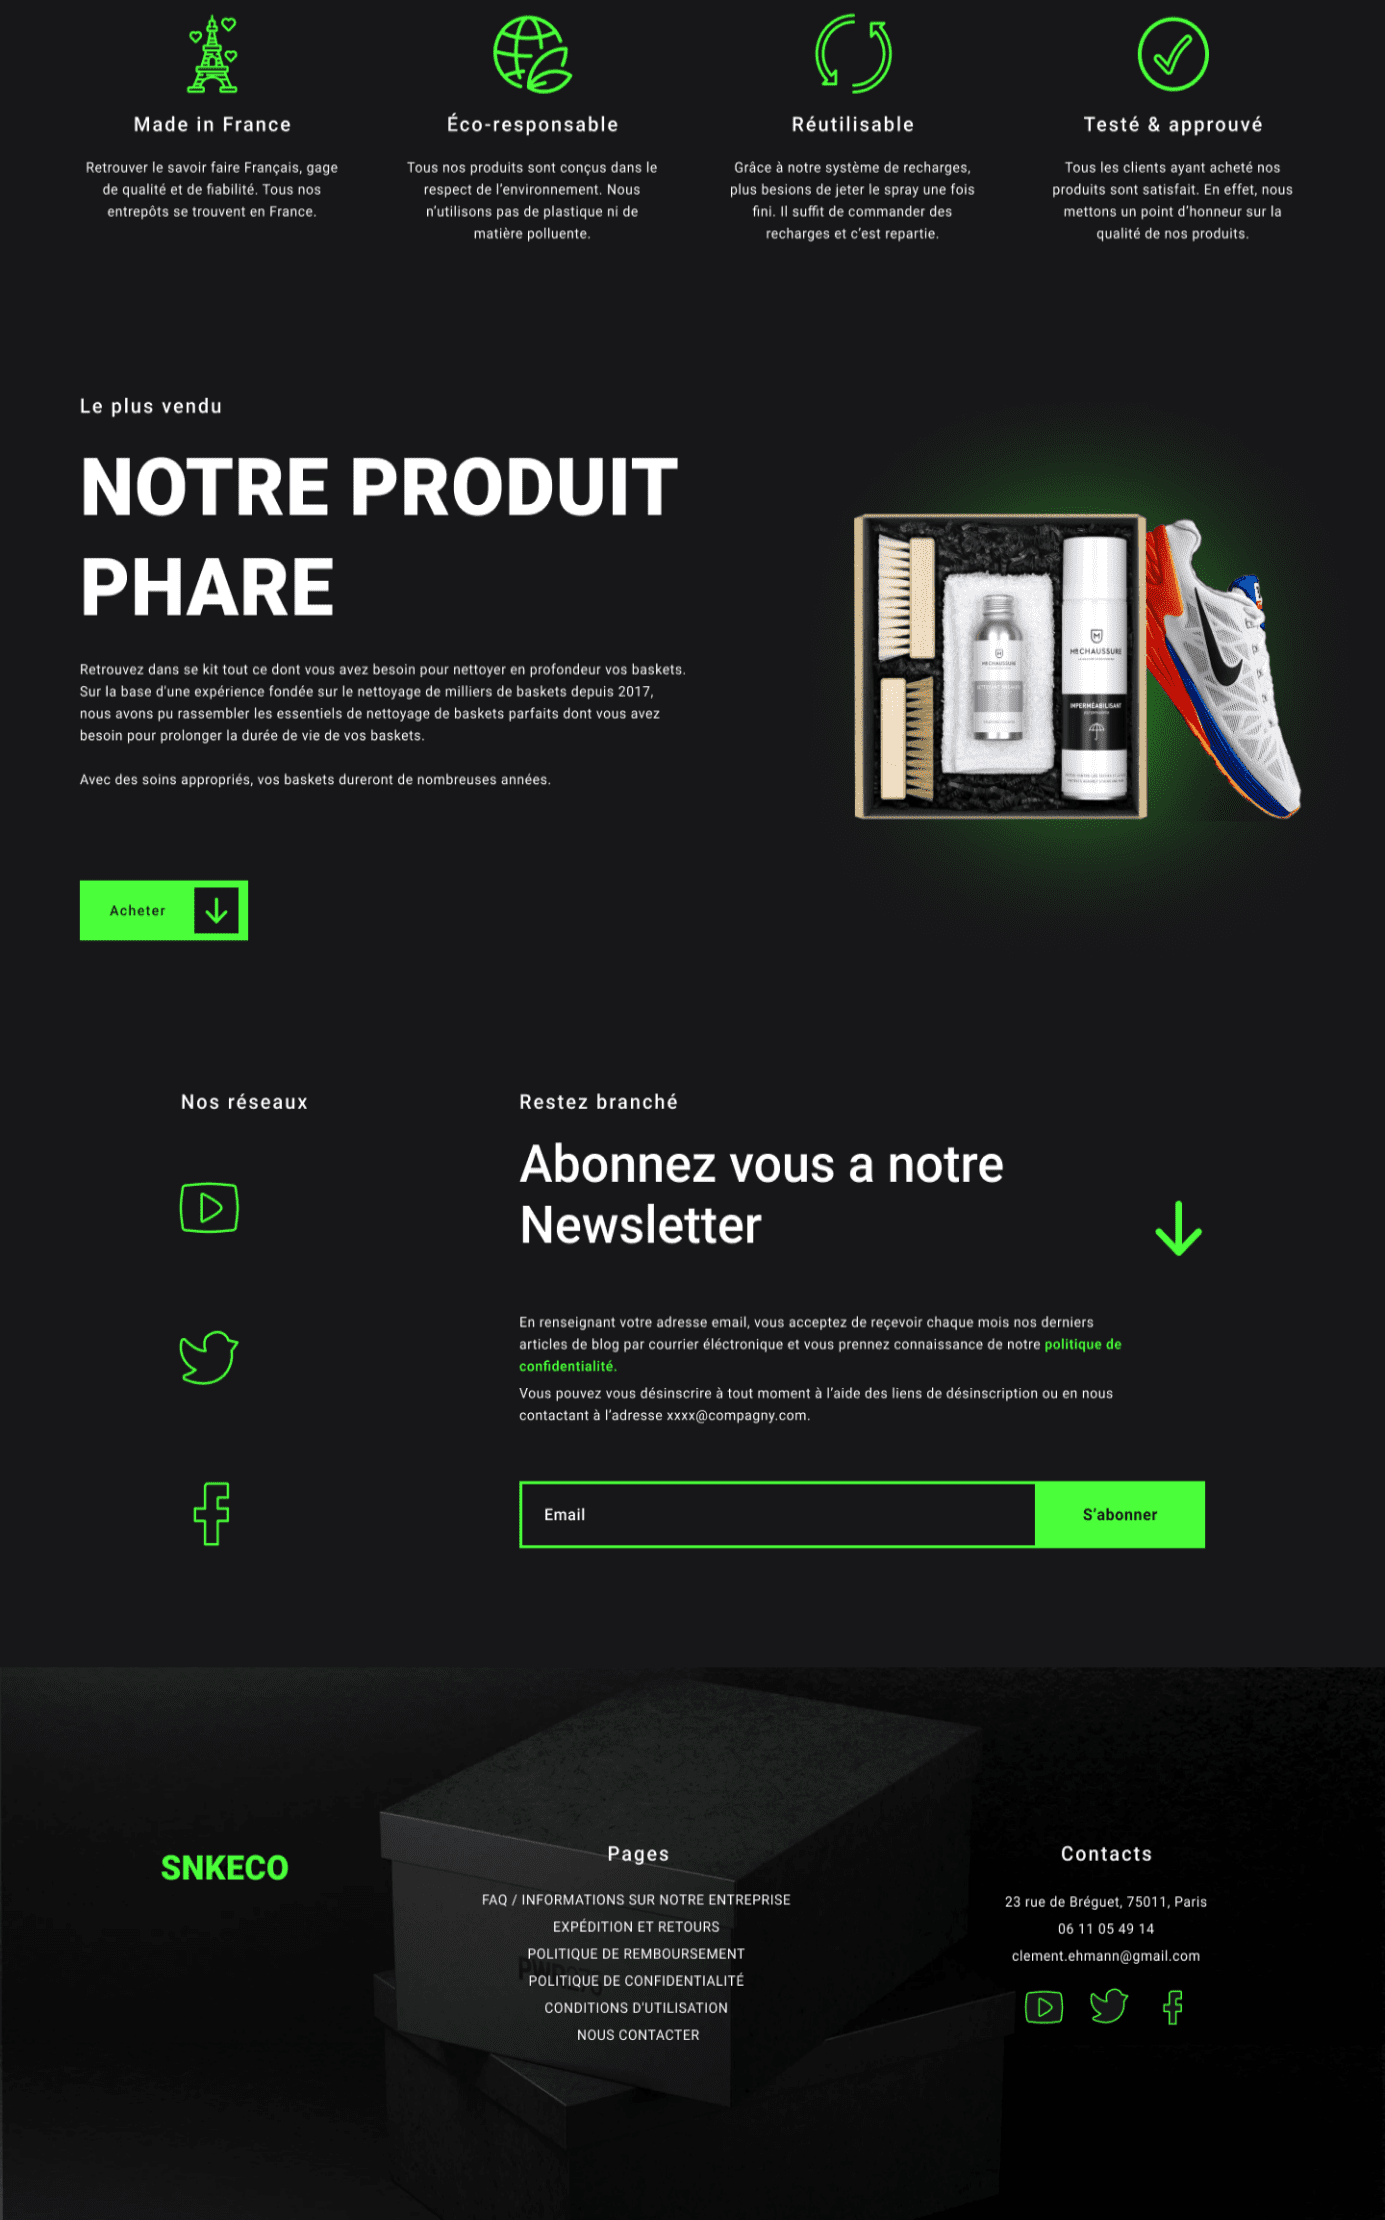 Made in France
Retrouver le savoir faire Français, gage
de qualité et de fiabilité. Tous nos
entrepôts se trouvent en France.
Éco-responsable
Tous nos produits sont conçus dans le
respect de l’environnement. Nous
n’utilisons pas de plastique ni de
matière polluente.
Réutilisable
Grâce à notre système de recharges,
plus besions de jeter le spray une fois
fini. Il suffit de commander des
recharges et c’est repartie.
Testé & approuvé
Tous les clients ayant acheté nos
produits sont satisfait. En effet, nous
mettons un point d’honneur sur la
qualité de nos produits.
Le plus vendu
NOTRE PRODUIT
PHARE
Retrouvez dans se kit tout ce dont vous avez besoin pour nettoyer en profondeur vos baskets.
Sur la base d'une expérience fondée sur le nettoyage de milliers de baskets depuis 2017,
nous avons pu rassembler les essentiels de nettoyage de baskets parfaits dont vous avez
besoin pour prolonger la durée de vie de vos baskets.
Avec des soins appropriés, vos baskets dureront de nombreuses années.
MR CHAUSSURE
MR CHAUSSURE
IMPERMÉABILISANT
Acheter
Nos réseaux
Restez branché
Abonnez vous a notre
Newsletter
En renseignant votre adresse email, vous acceptez de reçevoir chaque mois nos derniers
articles de blog par courrier éléctronique et vous prennez connaissance de notre politique de
confidentialité.
Vous pouvez vous désinscrire à tout moment à l’aide des liens de désinscription ou en nous
contactant à l’adresse xxxx@compagny.com.
Email
S’abonner
SNKECO
Pages
FAQ / INFORMATIONS SUR NOTRE ENTREPRISE
EXPÉDITION ET RETOURS
POLITIQUE DE REMBOURSEMENT
POLITIQUE DE CONFIDENTIALITÉ
CONDITIONS D'UTILISATION
NOUS CONTACTER
Contacts
23 rue de Bréguet, 75011, Paris
06 11 05 49 14
clement.ehmann@gmail.com